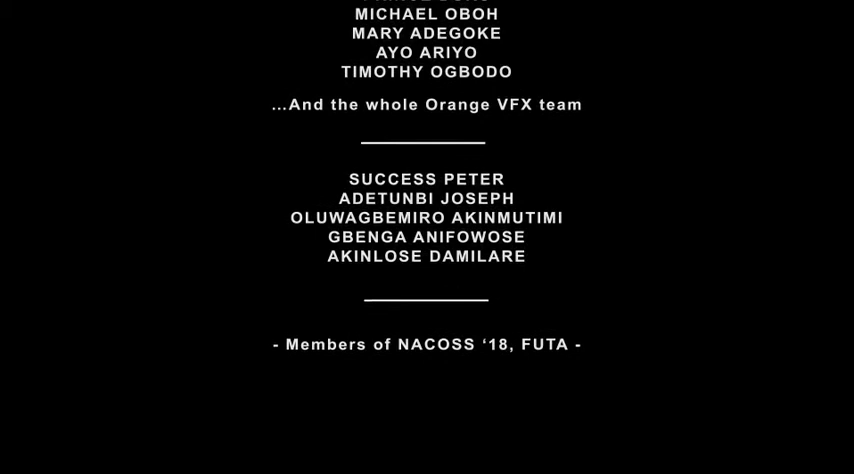 MICHAEL OBOH
MARY ADEGOKE
AYO ARIYO
TIMOTHY OGBODO
...And the whole Orange VFX team
SUCCESS PETER
ADETUNBI JOSEPH
OLUWAGBEMIRO AKINMUTIMI
GBENGA ANIFOWOSE
AKINLOSE DAMILARE
- Members of NACOSS ‘18, FUTA -